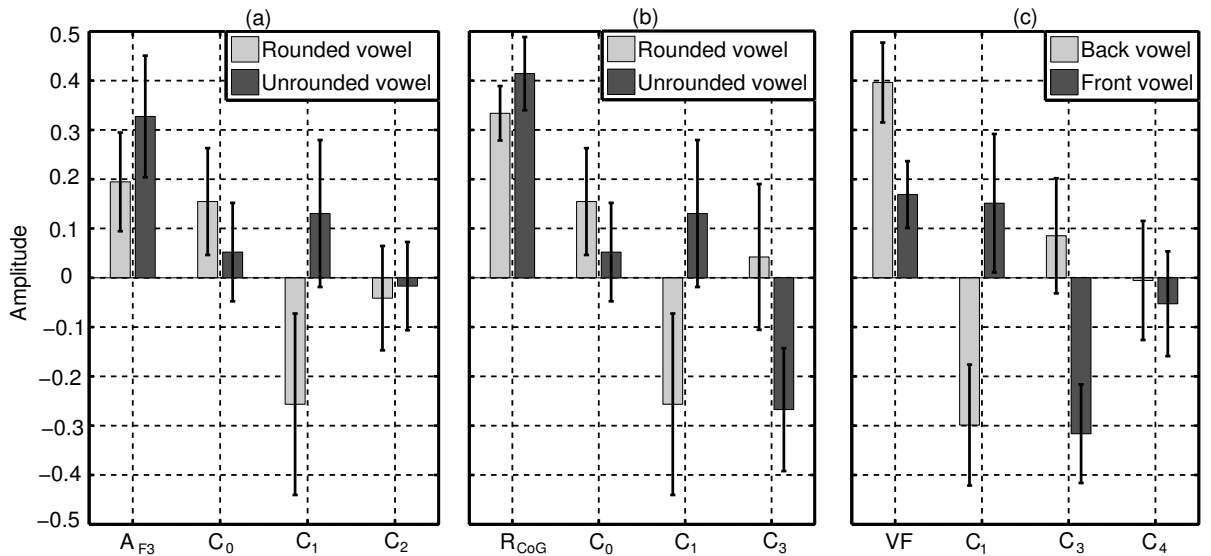 (a)
(b)
(c)
Rounded vowel
Unrounded vowel
Rounded vowel
Unrounded vowel
Back vowel
Front vowel
Amplitude
0.5
0.4
0.3
0.2
0.1
0
−0.1
−0.2
−0.3
−0.4
−0.5
A F3 C0 C1 C2
RCoG C0 C1 C3
VF C1 C3 C4